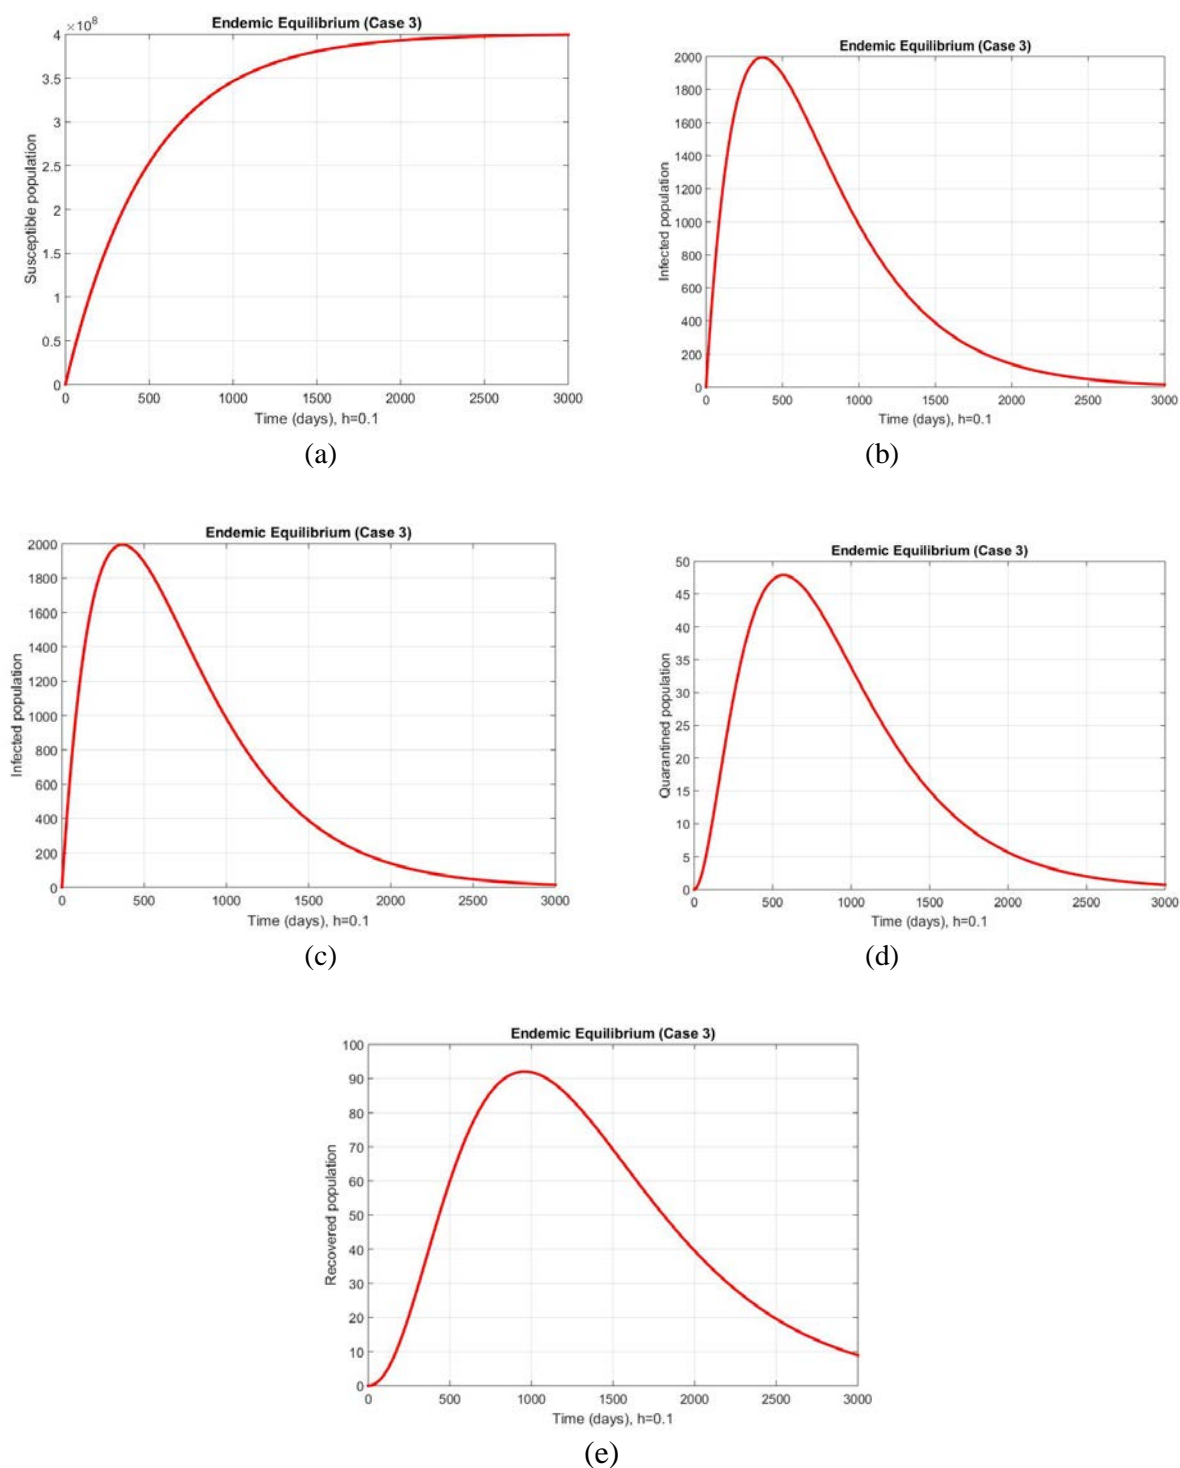 Endemic Equilibrium (Case 3)
×10⁸
4
3.5
3
2.5
2
1.5
1
0.5
0
Susceptible population
0 500 1000 1500 2000 2500 3000
Time (days), h=0.1
(a)
Endemic Equilibrium (Case 3)
2000
1800
1600
1400
1200
1000
800
600
400
200
0
Infected population
0 500 1000 1500 2000 2500 3000
Time (days), h=0.1
(b)
Endemic Equilibrium (Case 3)
2000
1800
1600
1400
1200
1000
800
600
400
200
0
Infected population
0 500 1000 1500 2000 2500 3000
Time (days), h=0.1
(c)
Endemic Equilibrium (Case 3)
50
45
40
35
30
25
20
15
10
5
0
Quarantined population
0 500 1000 1500 2000 2500 3000
Time (days), h=0.1
(d)
Endemic Equilibrium (Case 3)
100
90
80
70
60
50
40
30
20
10
0
Recovered population
0 500 1000 1500 2000 2500 3000
Time (days), h=0.1
(e)